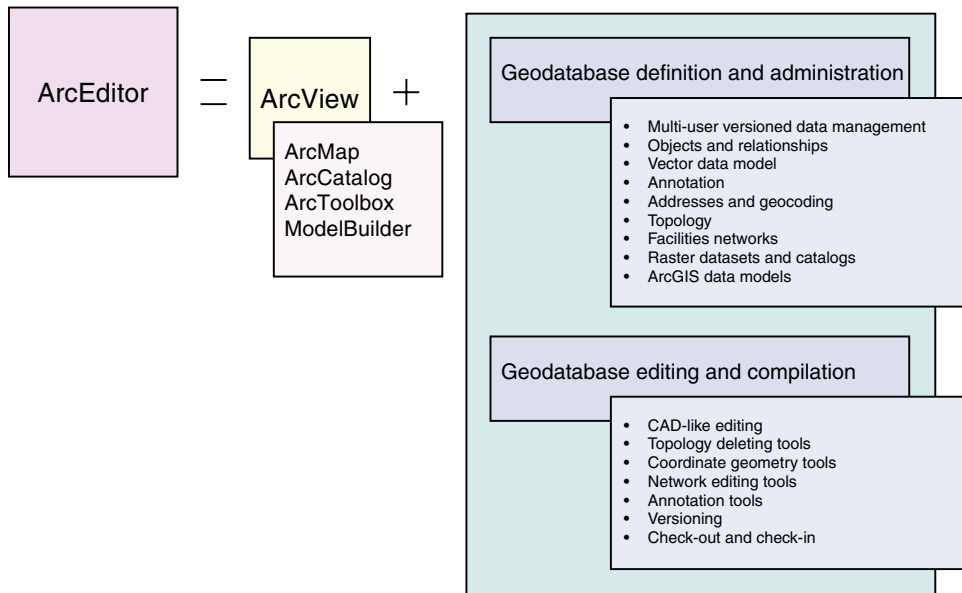 ArcEditor
=
ArcView
+
ArcMap
ArcCatalog
ArcToolbox
ModelBuilder
Geodatabase definition and administration
• Multi-user versioned data management
• Objects and relationships
• Vector data model
• Annotation
• Addresses and geocoding
• Topology
• Facilities networks
• Raster datasets and catalogs
• ArcGIS data models
Geodatabase editing and compilation
• CAD-like editing
• Topology deleting tools
• Coordinate geometry tools
• Network editing tools
• Annotation tools
• Versioning
• Check-out and check-in